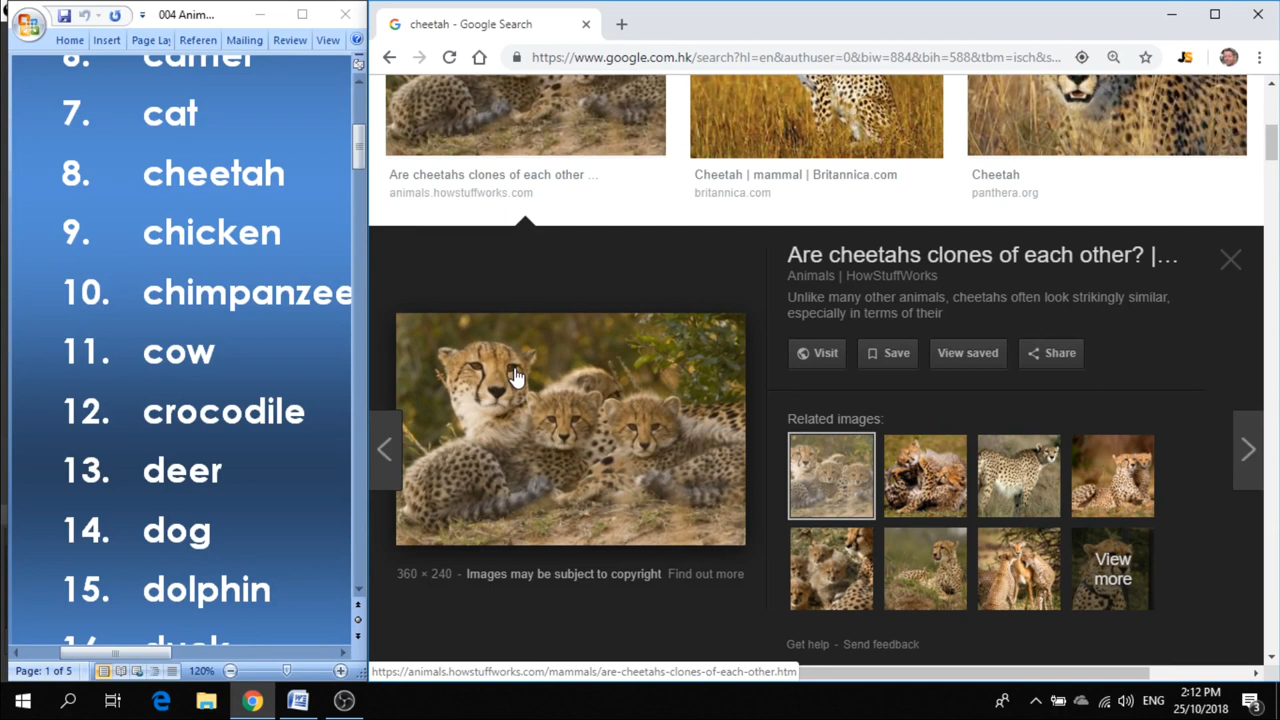 004 Anim...
Home Insert Page La Referen Mailing Review View
6. camel
7. cat
8. cheetah
9. chicken
10. chimpanzee
11. cow
12. crocodile
13. deer
14. dog
15. dolphin
16. duck
Page: 1 of 5
120%
cheetah - Google Search
https://www.google.com.hk/search?hl=en&authuser=0&biw=884&bih=588&tbm=isch&s...
JS
Are cheetahs clones of each other ...
animals.howstuffworks.com
Cheetah | mammal | Britannica.com
britannica.com
Cheetah
panthera.org
Are cheetahs clones of each other? |...
Animals | HowStuffWorks
Unlike many other animals, cheetahs often look strikingly similar,
especially in terms of their
Visit Save View saved Share
Related images:
View
more
360 × 240 - Images may be subject to copyright Find out more
Get help - Send feedback
https://animals.howstuffworks.com/mammals/are-cheetahs-clones-of-each-other.htm
ENG
2:12 PM
25/10/2018
3